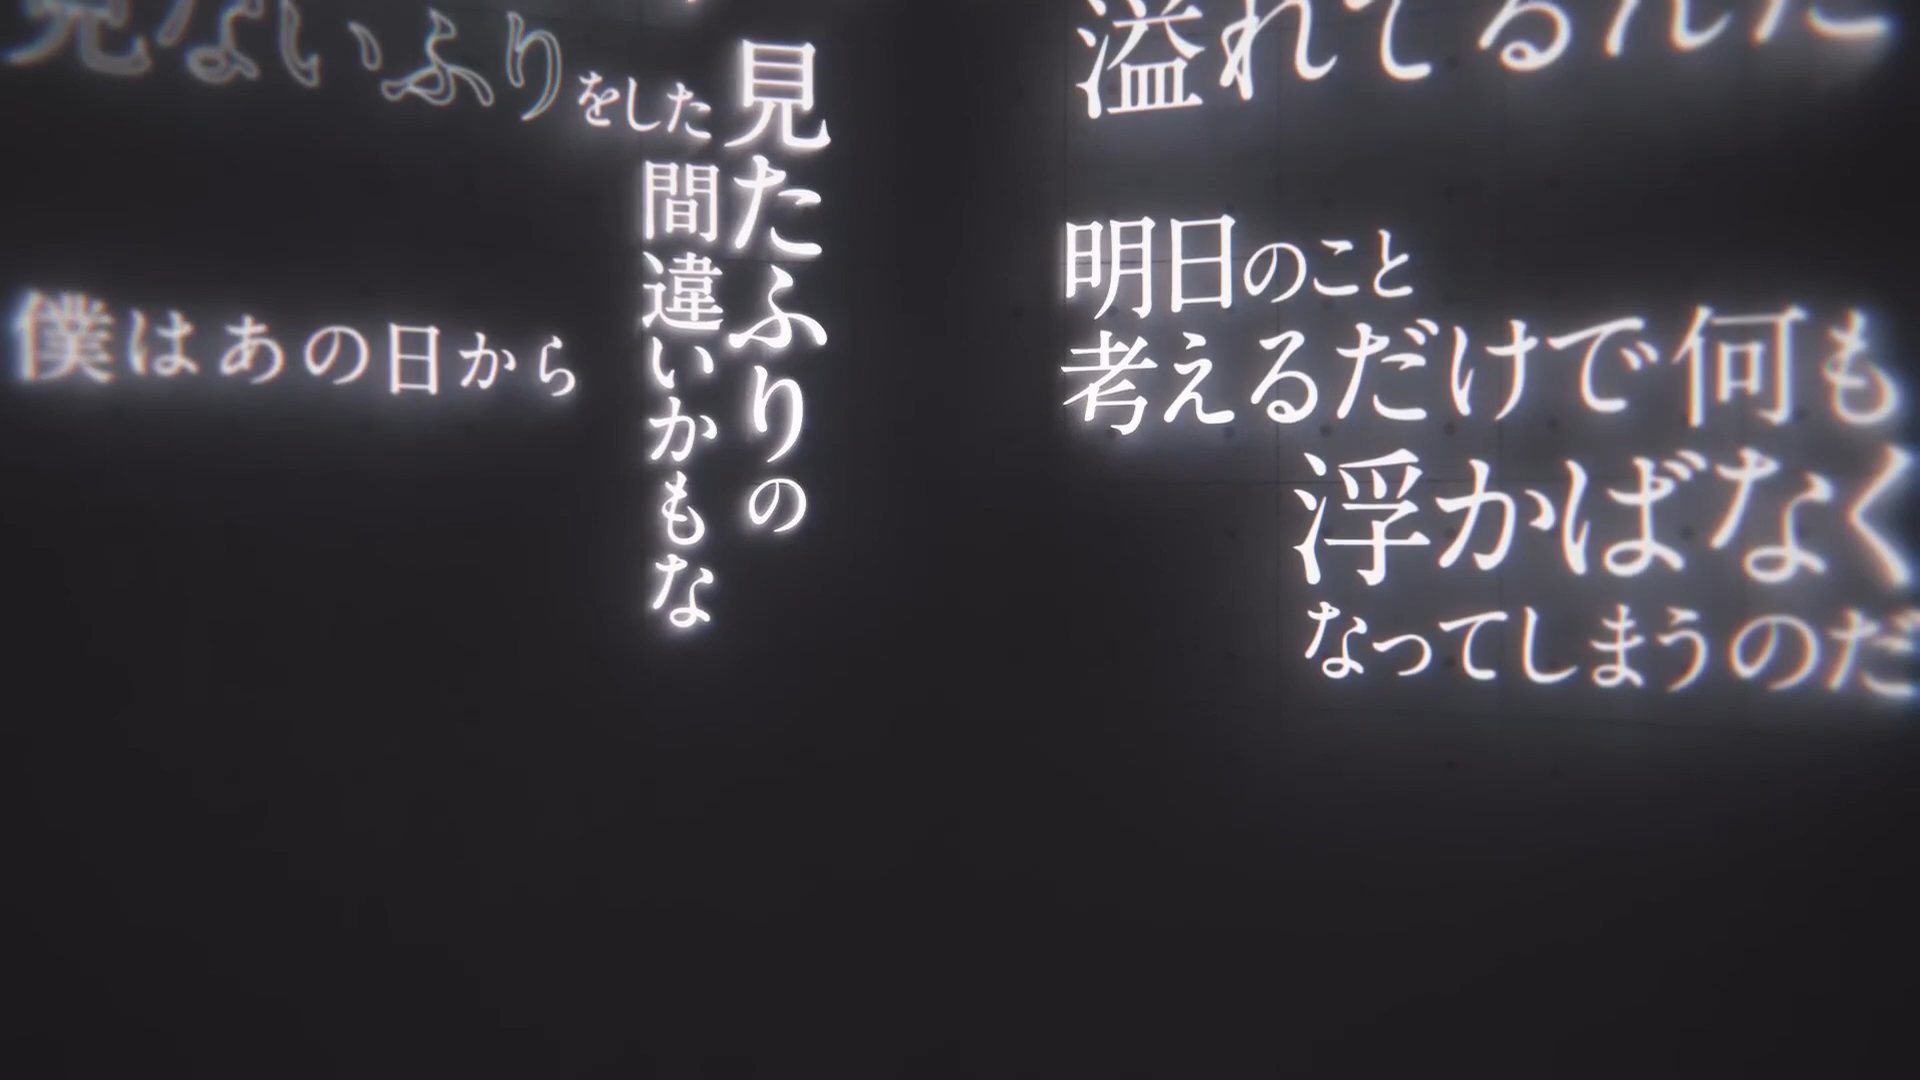 見ないふりをした
見たふりの
間違いかもな
僕はあの日から
溢れてるんだ
明日のこと
考えるだけで何も
浮かばなく
なってしまうのだ